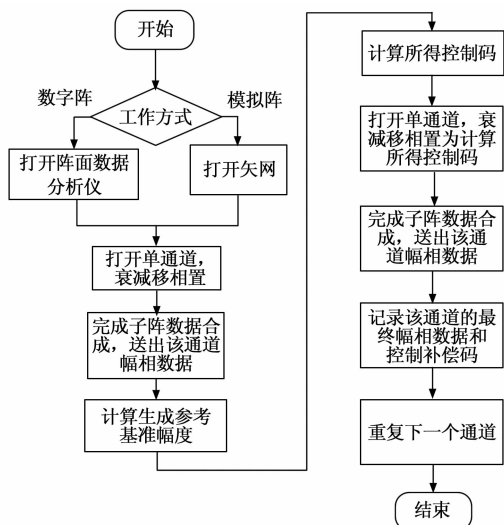 开始
数字阵
模拟阵
工作方式
打开阵面数据
分析仪
打开矢网
打开单通道，
衰减移相置
完成子阵数据合
成，送出该通道
幅相数据
计算生成参考
基准幅度
计算所得控制码
打开单通道，衰
减移相置为计算
所得控制码
完成子阵数据合
成，送出该通
道幅相数据
记录该通道的最
终幅相数据和
控制补偿码
重复下一个通道
结束